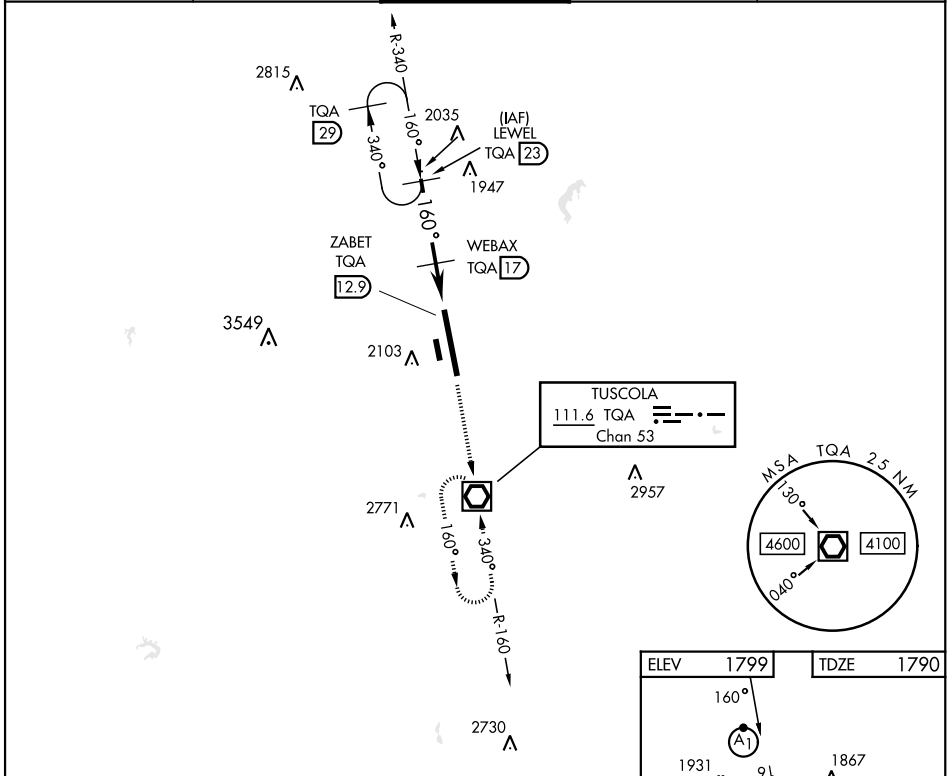 R-340
2815
TQA
29
2035
(IAF)
LEWEL
TQA 23
160°
340°
1947
160°
ZABET
TQA
12.9
WEBAX
TQA 17
3549
2103
TUSCOLA
111.6 TQA
Chan 53
2957
MSA TQA 25 NM
130°
4600
4100
040°
2771
160°
340°
R-160
2730
ELEV 1799
TDZE 1790
160°
A1
1931
1867